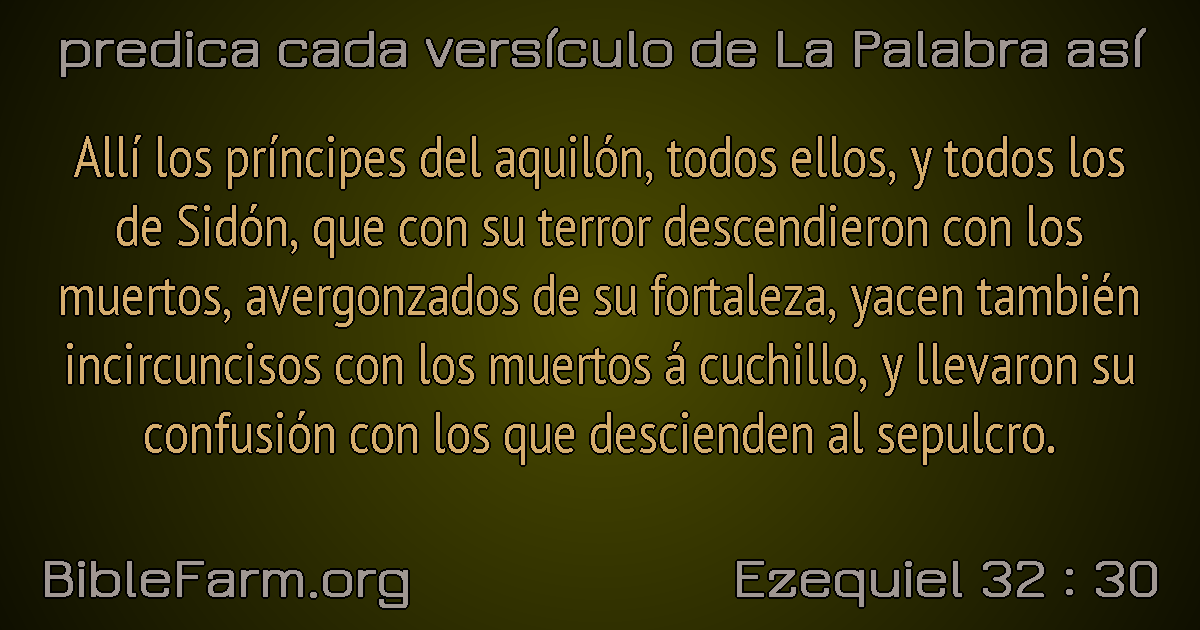 predica cada versículo de La Palabra así
Allí los príncipes del aquilón, todos ellos, y todos los
de Sidón, que con su terror descendieron con los
muertos, avergonzados de su fortaleza, yacen también
incircuncisos con los muertos á cuchillo, y llevaron su
confusión con los que descienden al sepulcro.
BibleFarm.org
Ezequiel 32 : 30